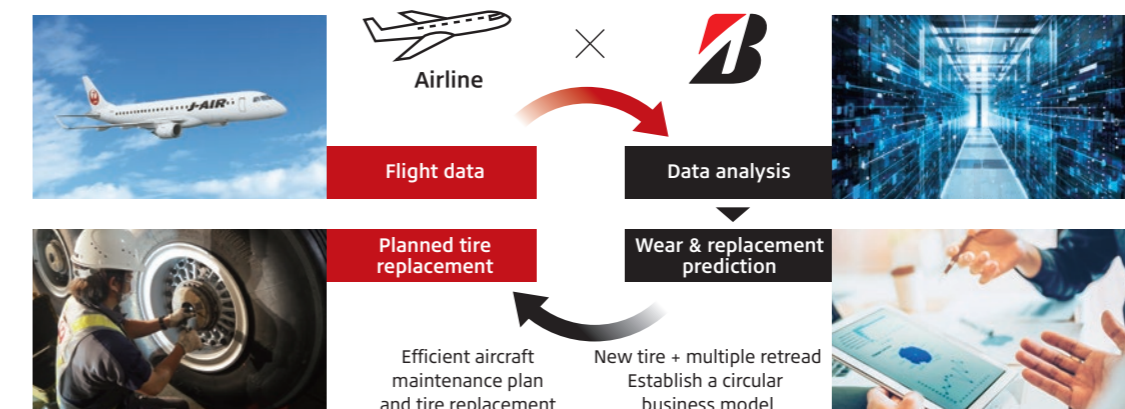 Airline
J-AIR
Flight data
Data analysis
Planned tire
replacement
Wear & replacement
prediction
Efficient aircraft
maintenance plan
and tire replacement
New tire + multiple retread
Establish a circular
business model